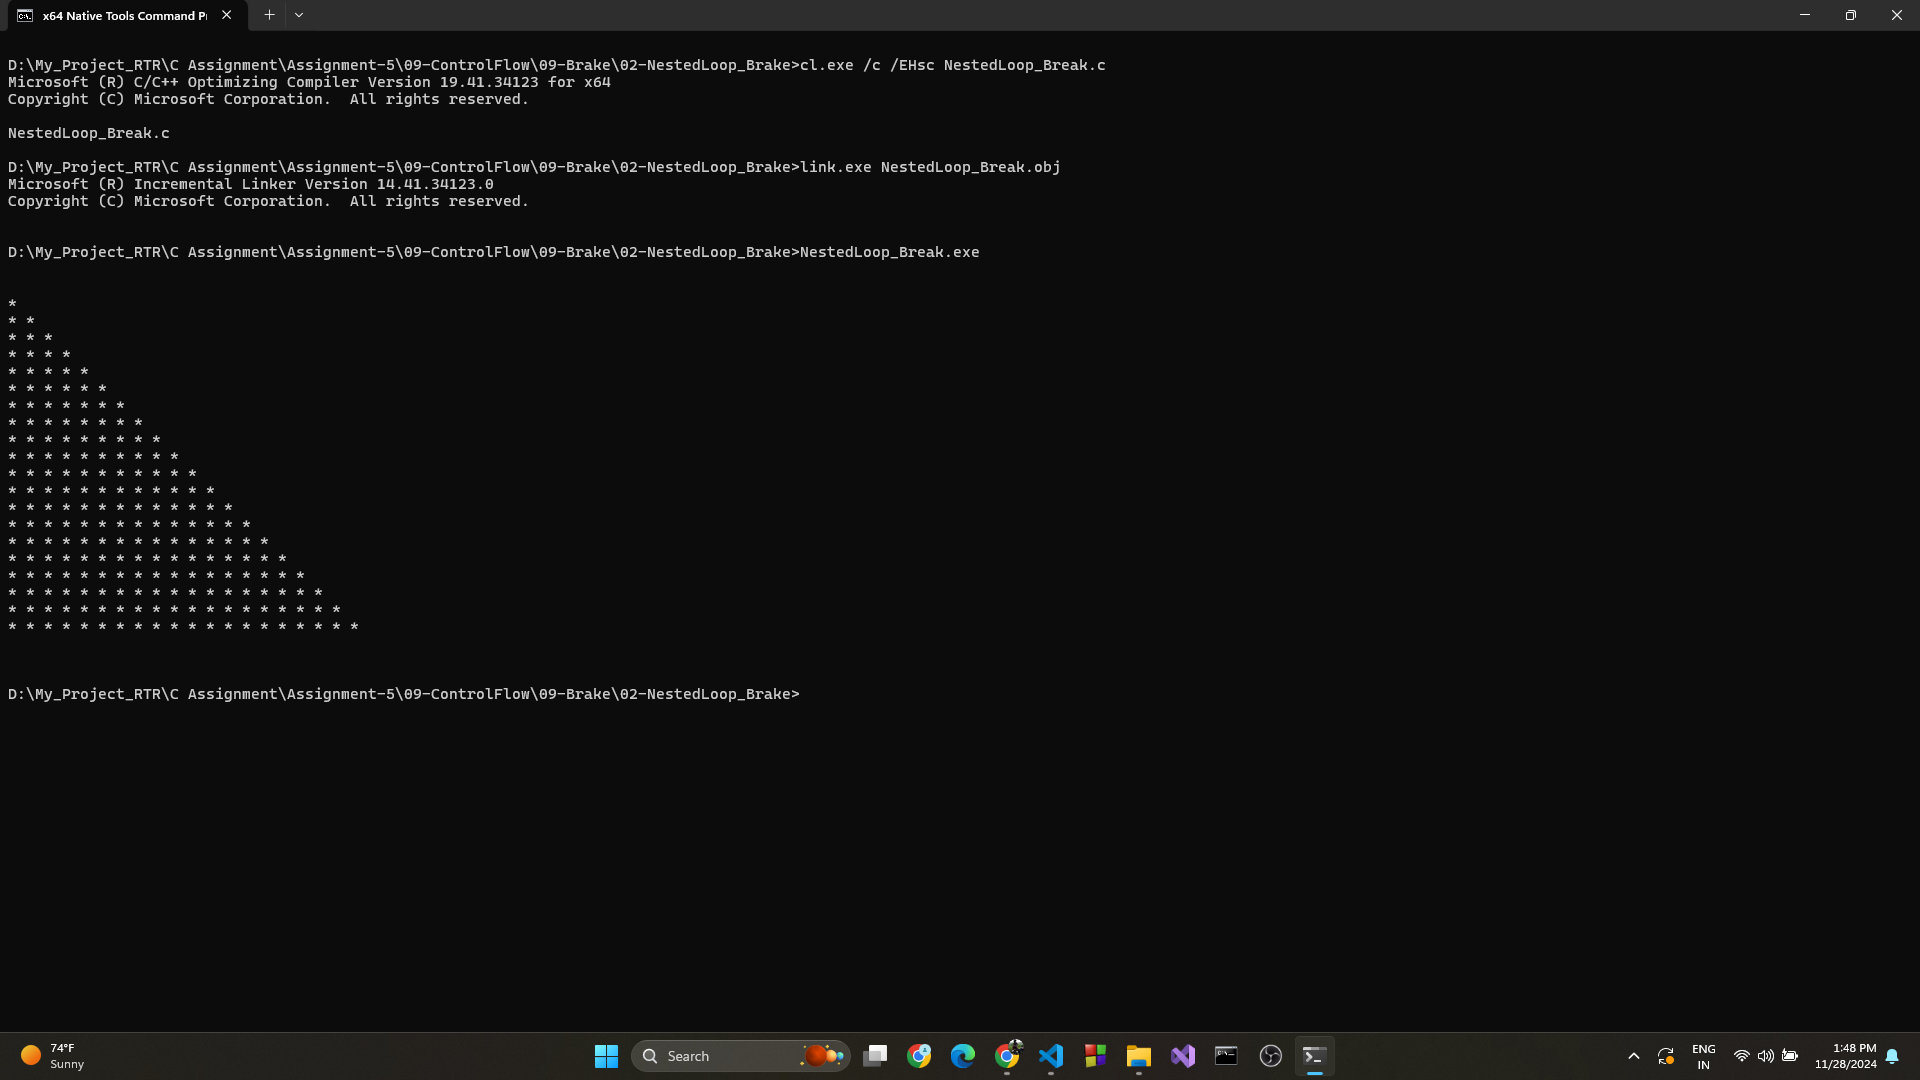 x64 Native Tools Command P
D:\My_Project_RTR\C Assignment\Assignment-5\09-ControlFlow\09-Brake\02-NestedLoop_Brake>cl.exe /c /EHsc NestedLoop_Break.c
Microsoft (R) C/C++ Optimizing Compiler Version 19.41.34123 for x64
Copyright (C) Microsoft Corporation.  All rights reserved.
NestedLoop_Break.c
D:\My_Project_RTR\C Assignment\Assignment-5\09-ControlFlow\09-Brake\02-NestedLoop_Brake>link.exe NestedLoop_Break.obj
Microsoft (R) Incremental Linker Version 14.41.34123.0
Copyright (C) Microsoft Corporation.  All rights reserved.
D:\My_Project_RTR\C Assignment\Assignment-5\09-ControlFlow\09-Brake\02-NestedLoop_Brake>NestedLoop_Break.exe
*
* *
* * *
* * * *
* * * * *
* * * * * *
* * * * * * *
* * * * * * * *
* * * * * * * * *
* * * * * * * * * *
* * * * * * * * * * *
* * * * * * * * * * * *
* * * * * * * * * * * * *
* * * * * * * * * * * * * *
* * * * * * * * * * * * * * *
* * * * * * * * * * * * * * * *
* * * * * * * * * * * * * * * * *
* * * * * * * * * * * * * * * * * *
* * * * * * * * * * * * * * * * * * *
* * * * * * * * * * * * * * * * * * * *
D:\My_Project_RTR\C Assignment\Assignment-5\09-ControlFlow\09-Brake\02-NestedLoop_Brake>
74°F
Sunny
Search
ENG
IN
1:48 PM
11/28/2024